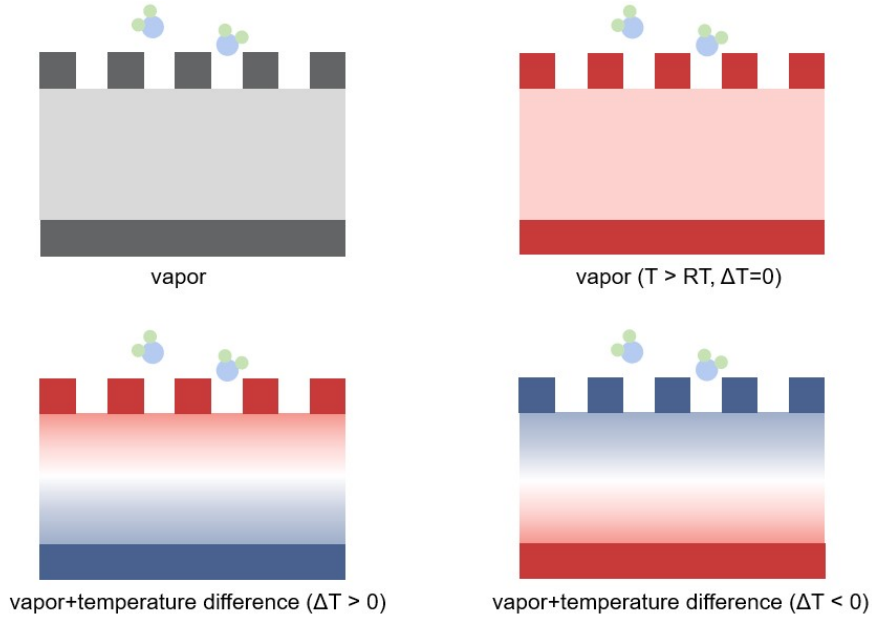 vapor
vapor (T > RT, ΔT=0)
vapor+temperature difference (ΔT > 0)
vapor+temperature difference (ΔT < 0)